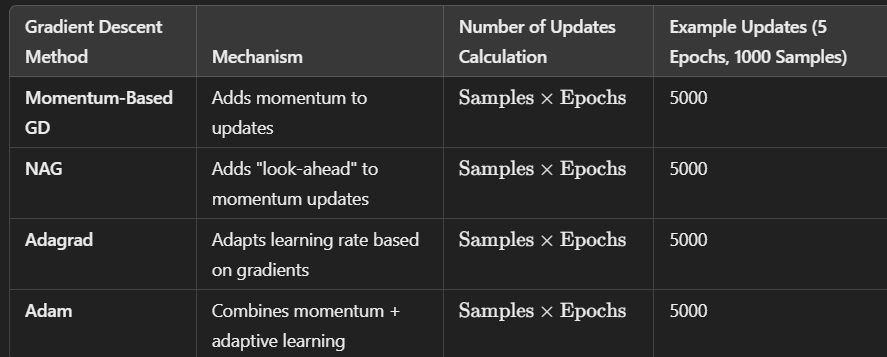 Gradient Descent Method
Mechanism
Number of Updates Calculation
Example Updates (5 Epochs, 1000 Samples)
Momentum-Based GD
Adds momentum to updates
Samples × Epochs
5000
NAG
Adds "look-ahead" to momentum updates
Samples × Epochs
5000
Adagrad
Adapts learning rate based on gradients
Samples × Epochs
5000
Adam
Combines momentum + adaptive learning
Samples × Epochs
5000